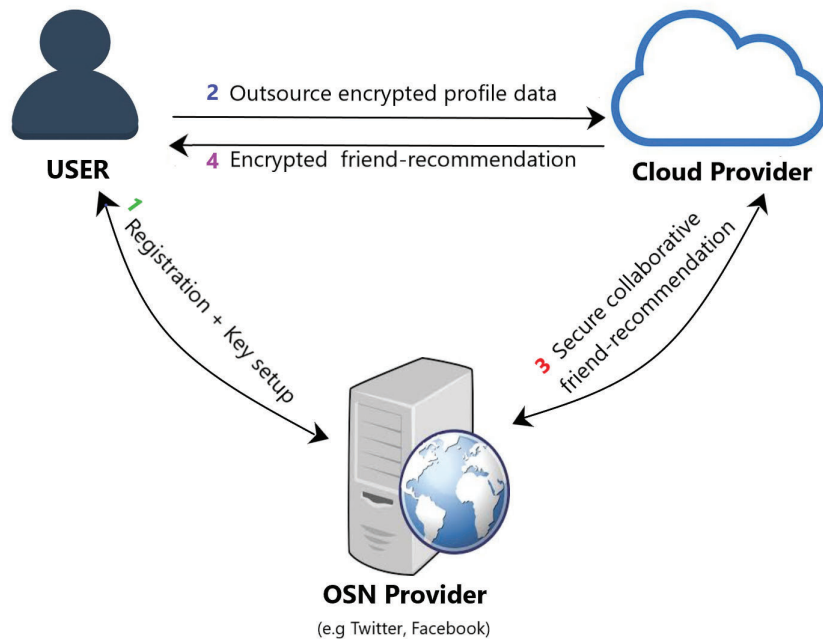 2 Outsource encrypted profile data
4 Encrypted friend-recommendation
USER
Cloud Provider
1 Registration + Key setup
3 Secure collaborative
friend-recommendation
OSN Provider
(e.g Twitter, Facebook)